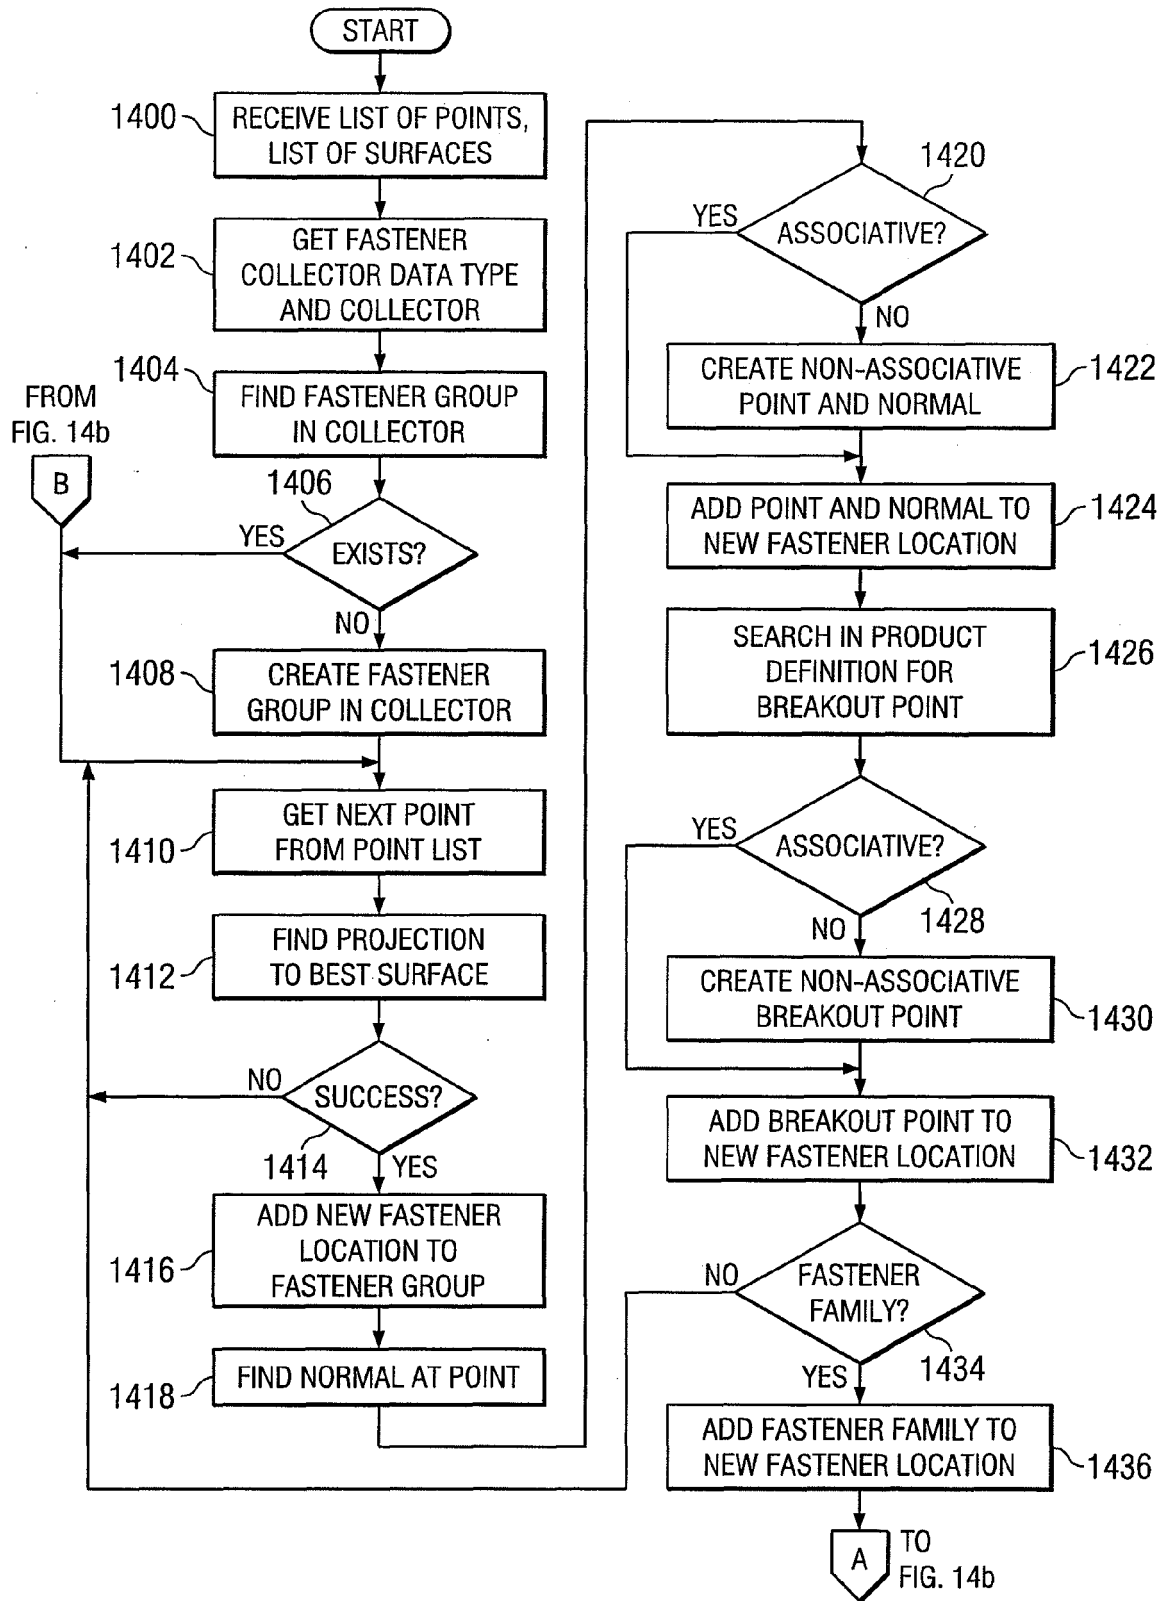 START
1400
RECEIVE LIST OF POINTS,
LIST OF SURFACES
1402
GET FASTENER
COLLECTOR DATA TYPE
AND COLLECTOR
1404
FIND FASTENER GROUP
IN COLLECTOR
FROM
FIG. 14b
B
1406
YES
EXISTS?
NO
1408
CREATE FASTENER
GROUP IN COLLECTOR
1410
GET NEXT POINT
FROM POINT LIST
1412
FIND PROJECTION
TO BEST SURFACE
NO
SUCCESS?
1414
YES
1416
ADD NEW FASTENER
LOCATION TO
FASTENER GROUP
1418
FIND NORMAL AT POINT
1420
YES
ASSOCIATIVE?
NO
CREATE NON-ASSOCIATIVE
POINT AND NORMAL
1422
ADD POINT AND NORMAL TO
NEW FASTENER LOCATION
1424
SEARCH IN PRODUCT
DEFINITION FOR
BREAKOUT POINT
1426
YES
ASSOCIATIVE?
1428
NO
CREATE NON-ASSOCIATIVE
BREAKOUT POINT
1430
ADD BREAKOUT POINT TO
NEW FASTENER LOCATION
1432
NO
FASTENER
FAMILY?
1434
YES
ADD FASTENER FAMILY TO
NEW FASTENER LOCATION
1436
A
TO
FIG. 14b